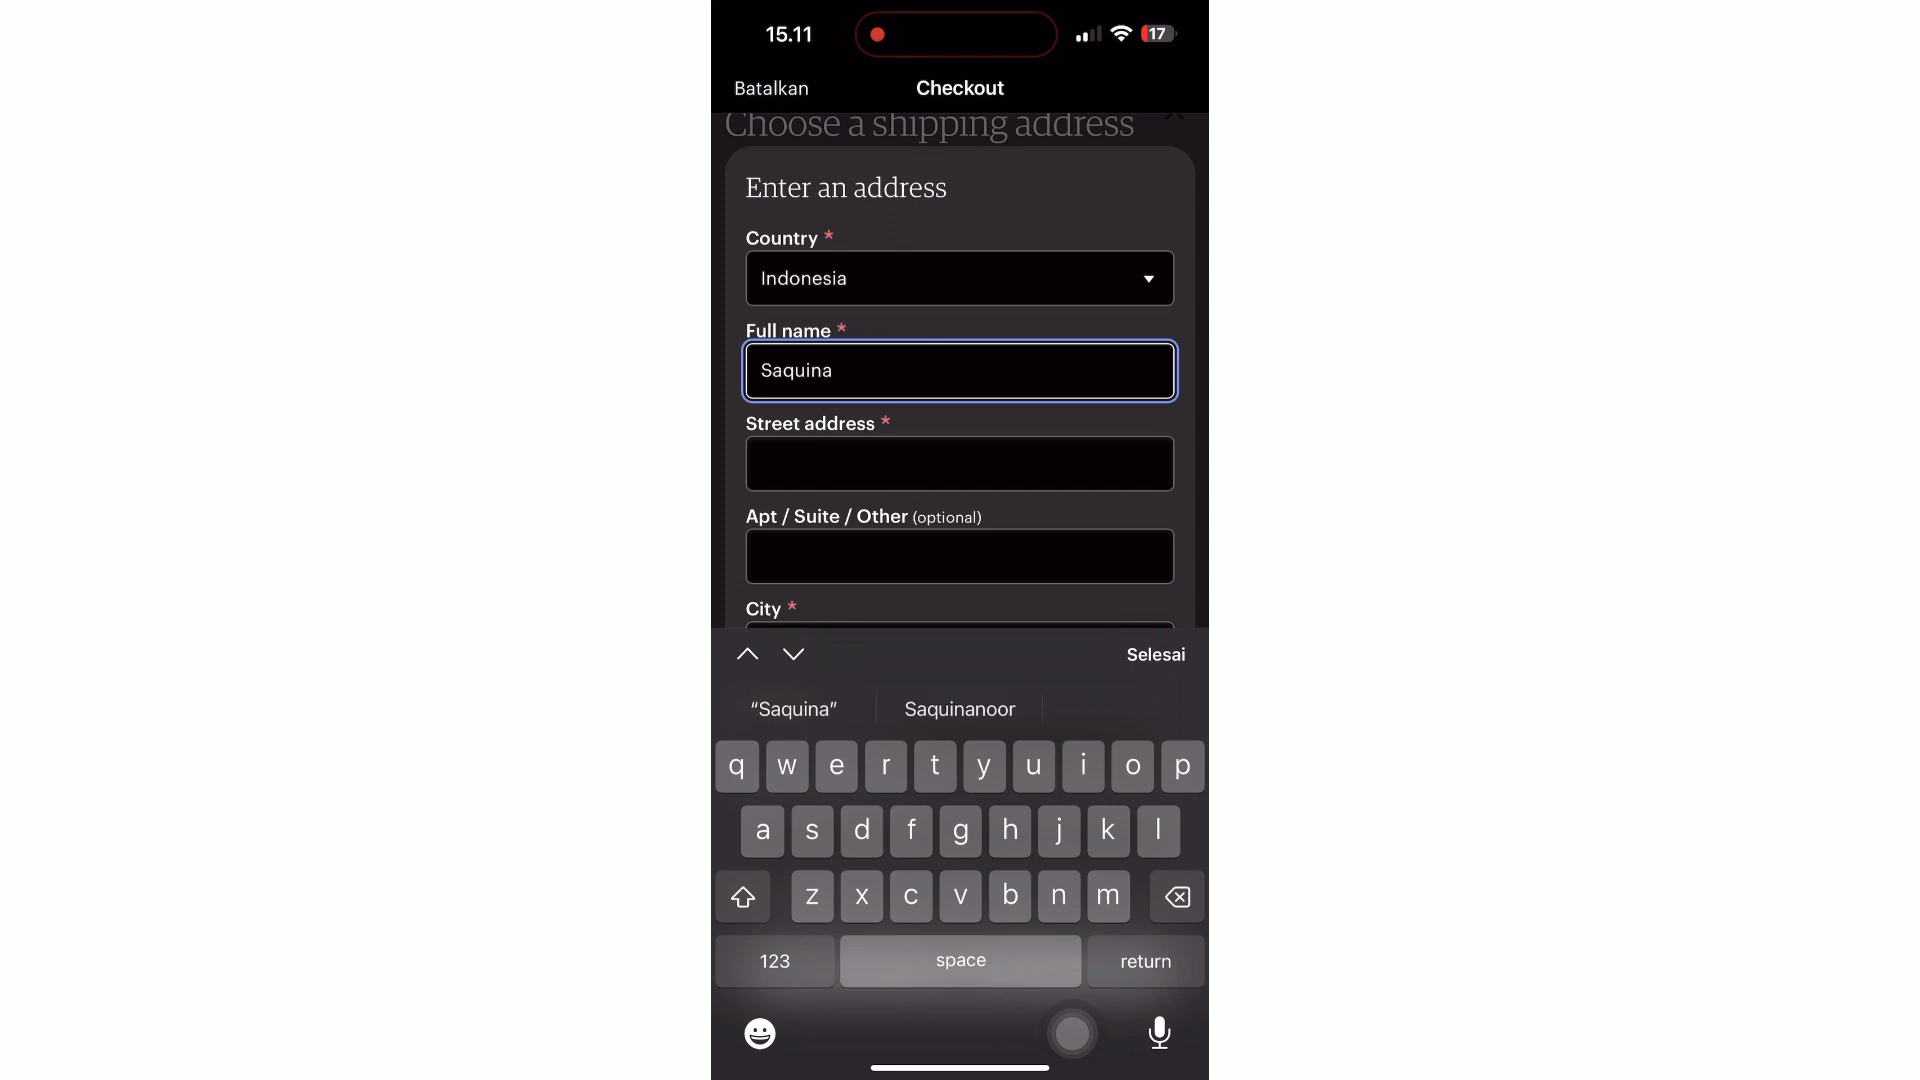 15.11
17
Batalkan
Checkout
Choose a shipping address
Enter an address
Country *
Indonesia
Full name *
Saquina
Street address *
Apt / Suite / Other (optional)
City *
Selesai
“Saquina”
Saquinanoor
q w e r t y u i o p
a s d f g h j k l
z x c v b n m
123
space
return